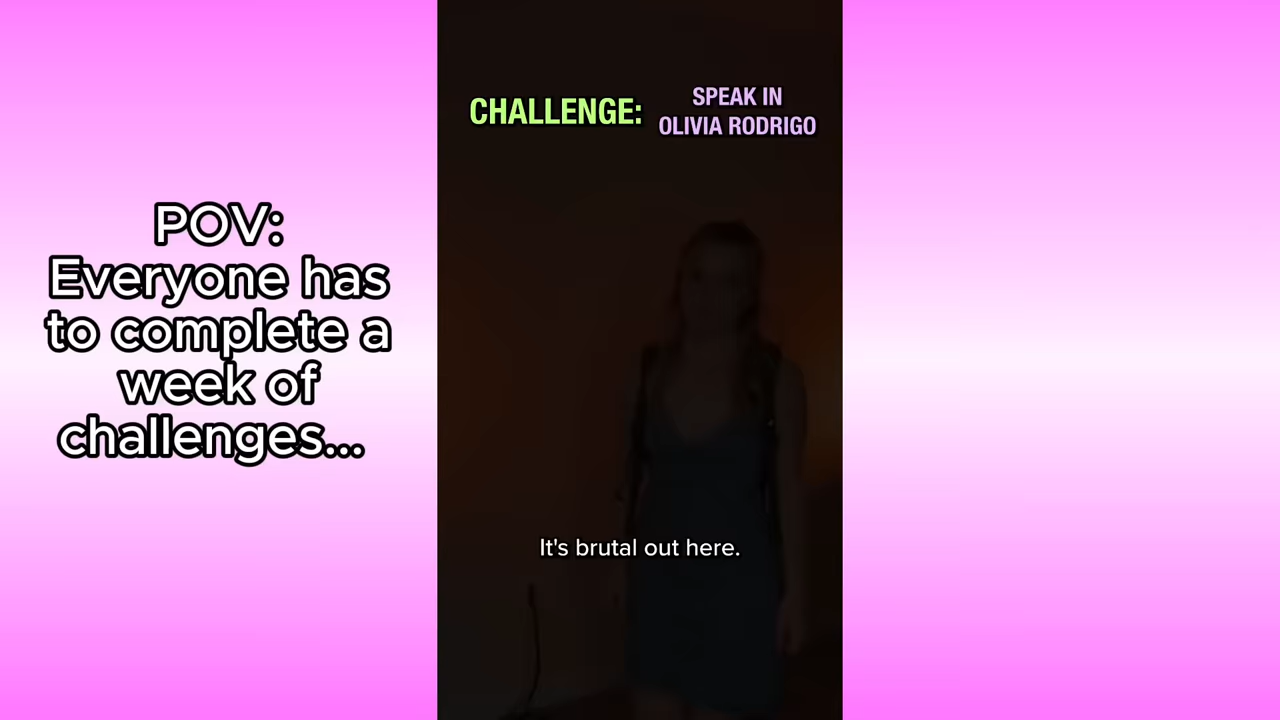 POV:
Everyone has
to complete a
week of
challenges...
CHALLENGE:
SPEAK IN
OLIVIA RODRIGO
It's brutal out here.